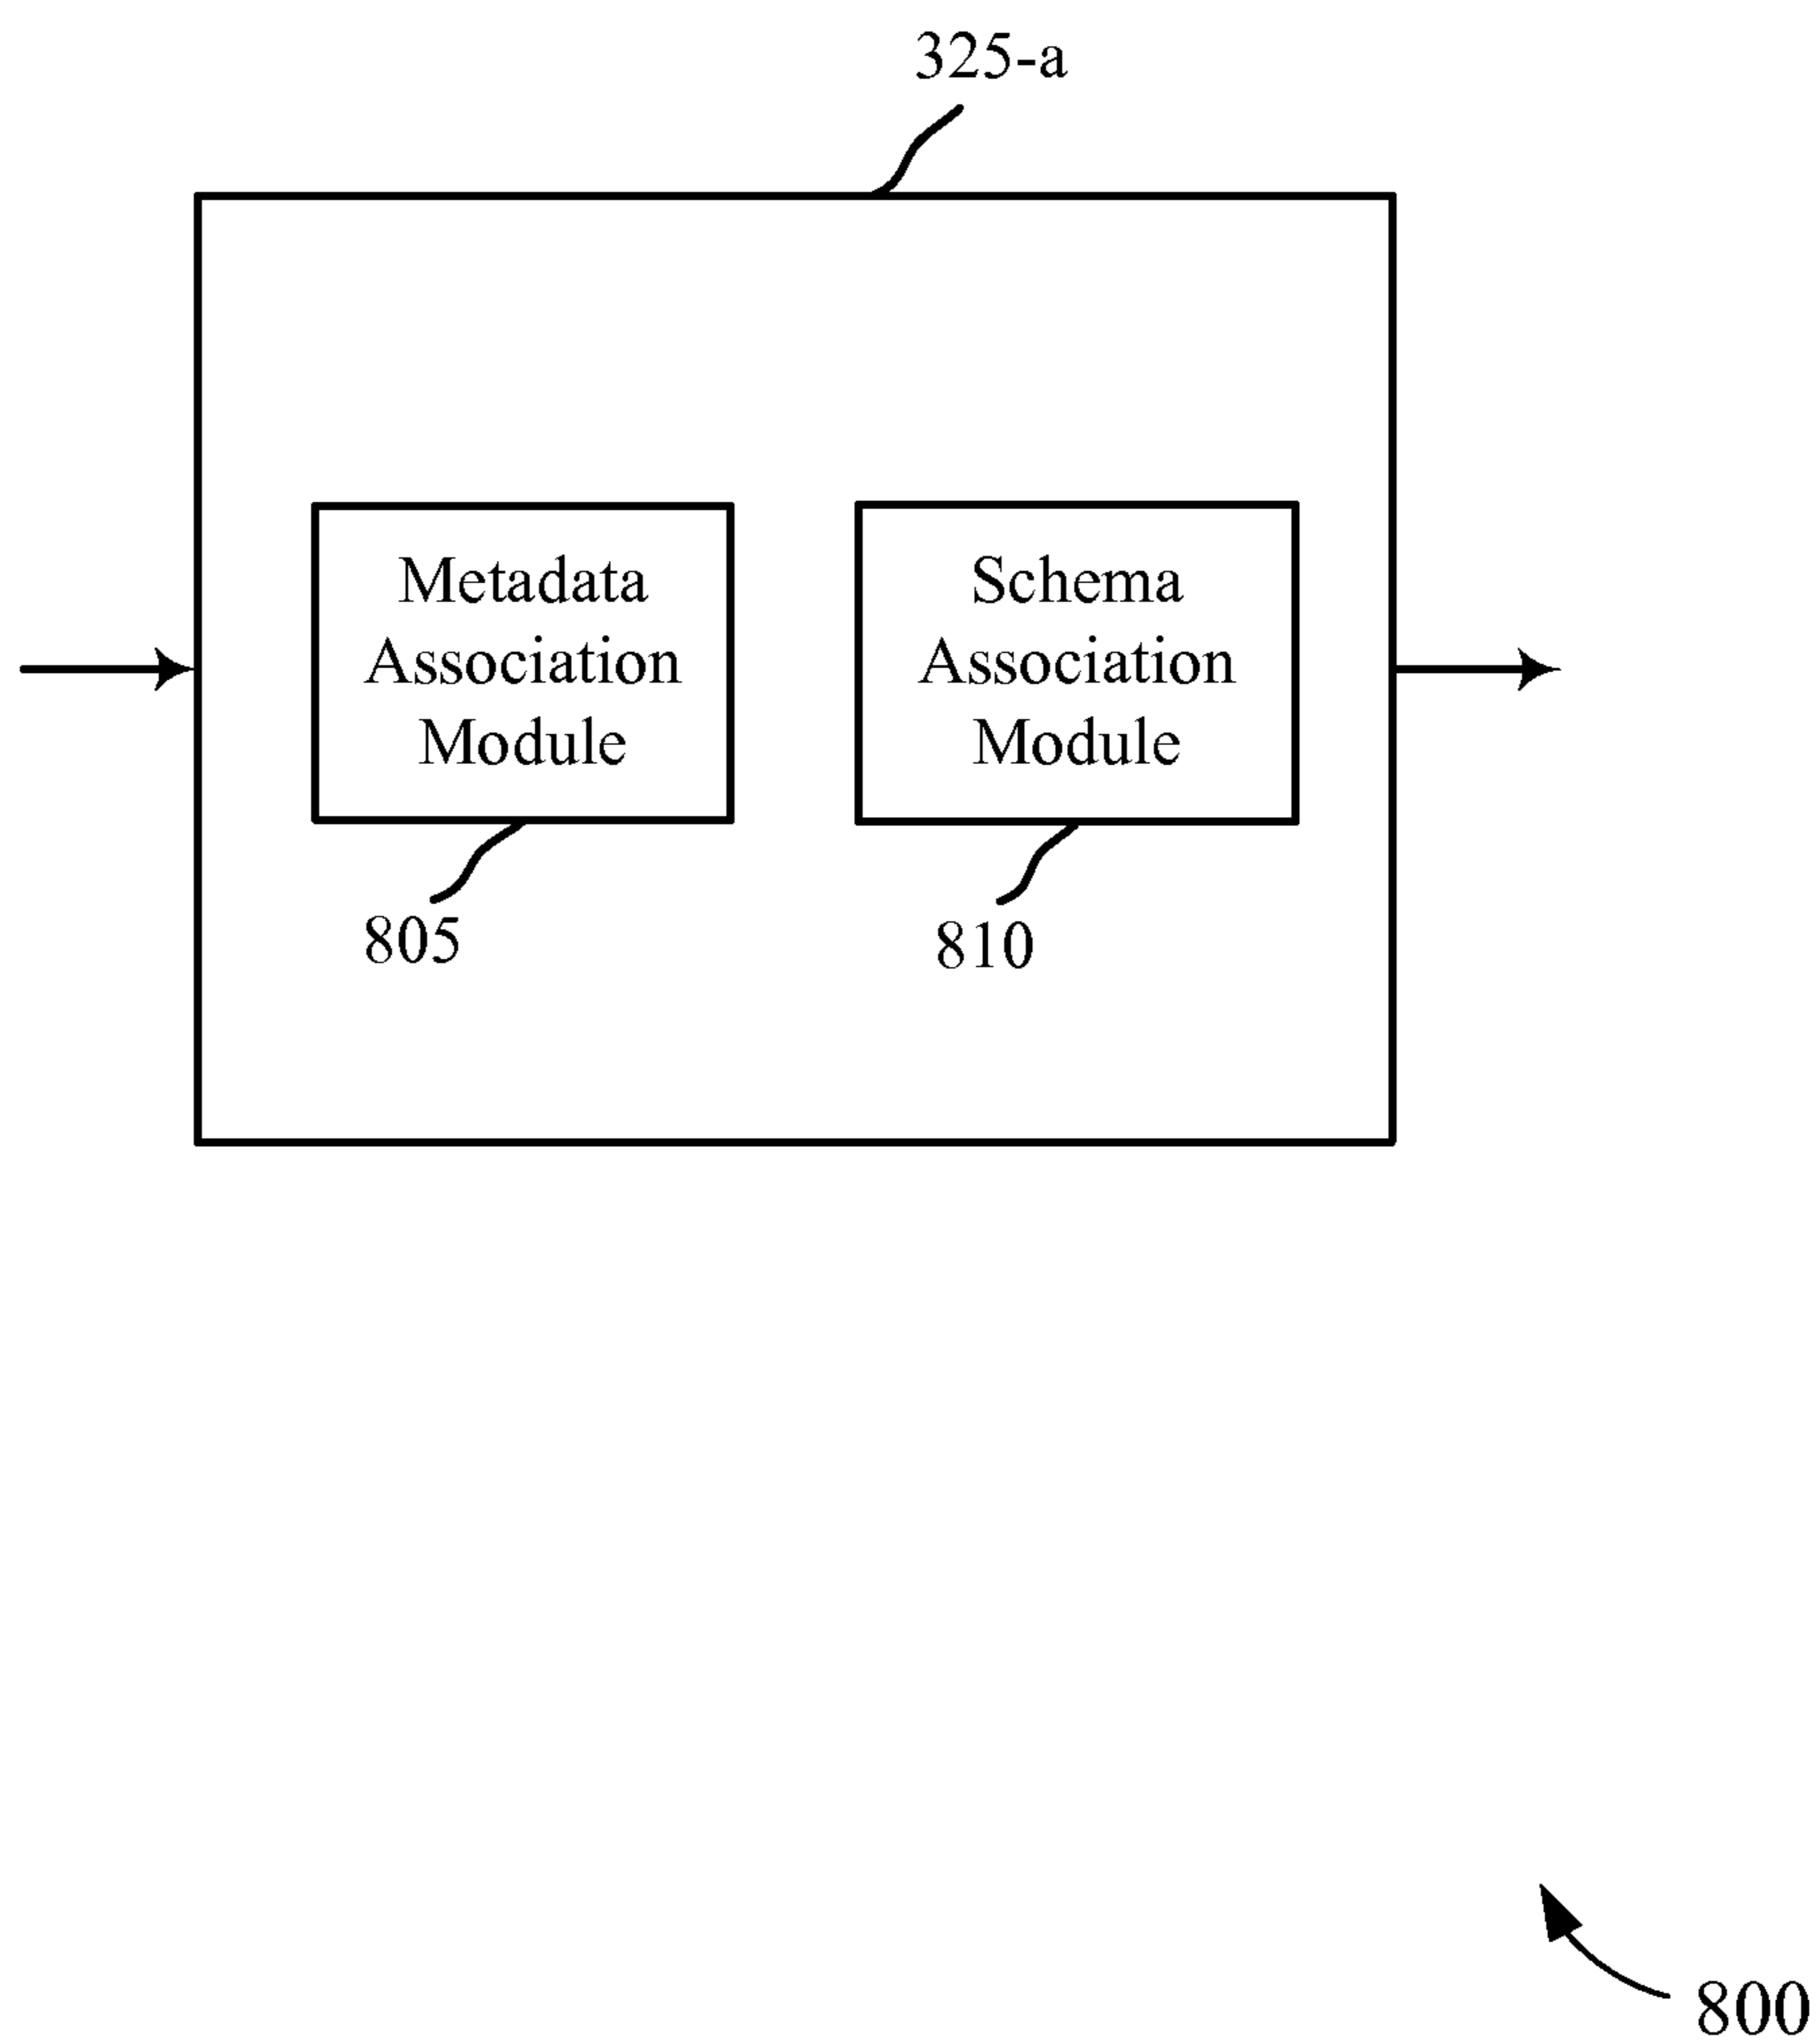 325-a
Metadata
Association
Module
Schema
Association
Module
805
810
800